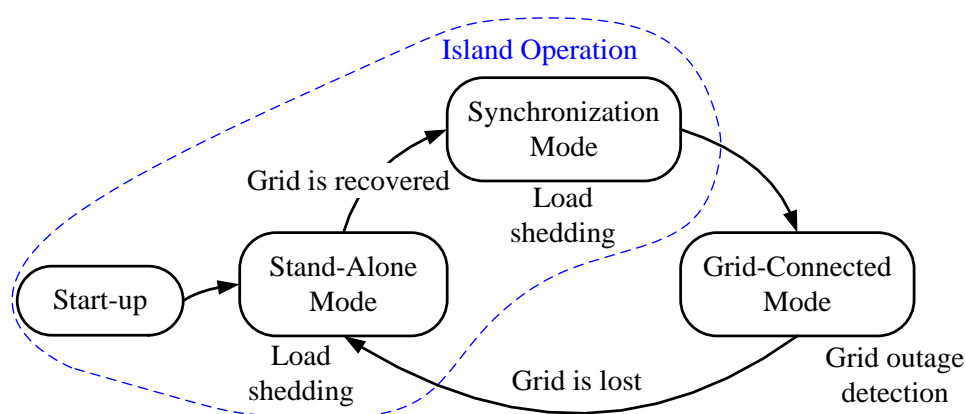 Island Operation
Synchronization
Mode
Grid is recovered
Load
shedding
Stand-Alone
Mode
Grid-Connected
Mode
Start-up
Load
shedding
Grid is lost
Grid outage
detection